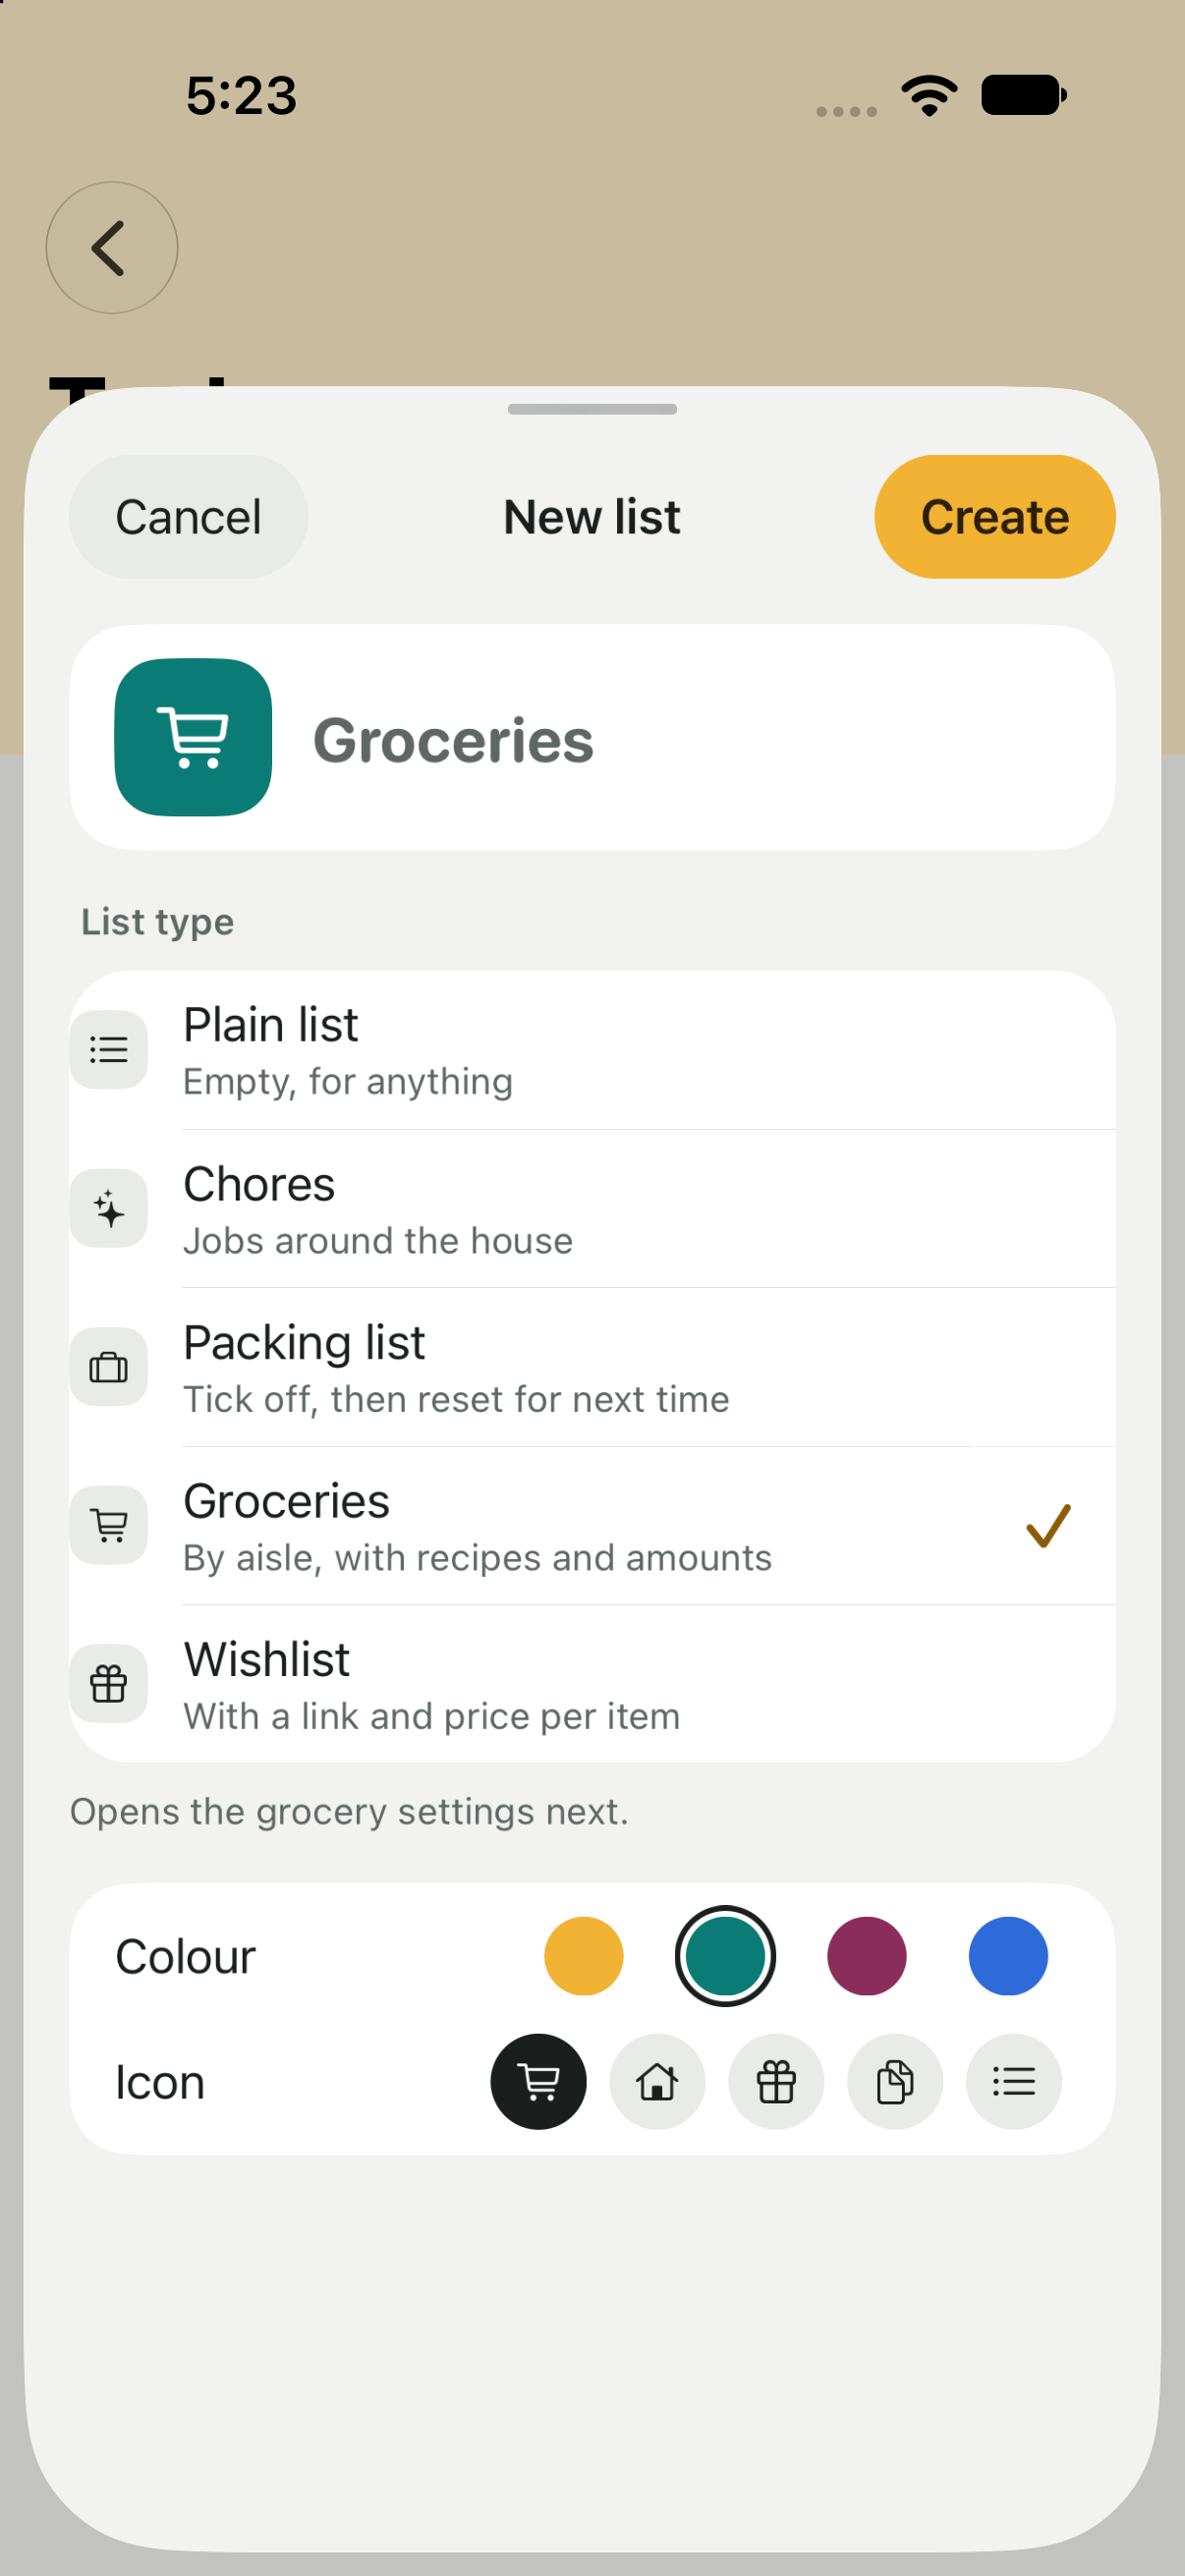 5:23
Cancel
New list
Create
Groceries
List type
Plain list
Empty, for anything
Chores
Jobs around the house
Packing list
Tick off, then reset for next time
Groceries
By aisle, with recipes and amounts
Wishlist
With a link and price per item
Opens the grocery settings next.
Colour
Icon